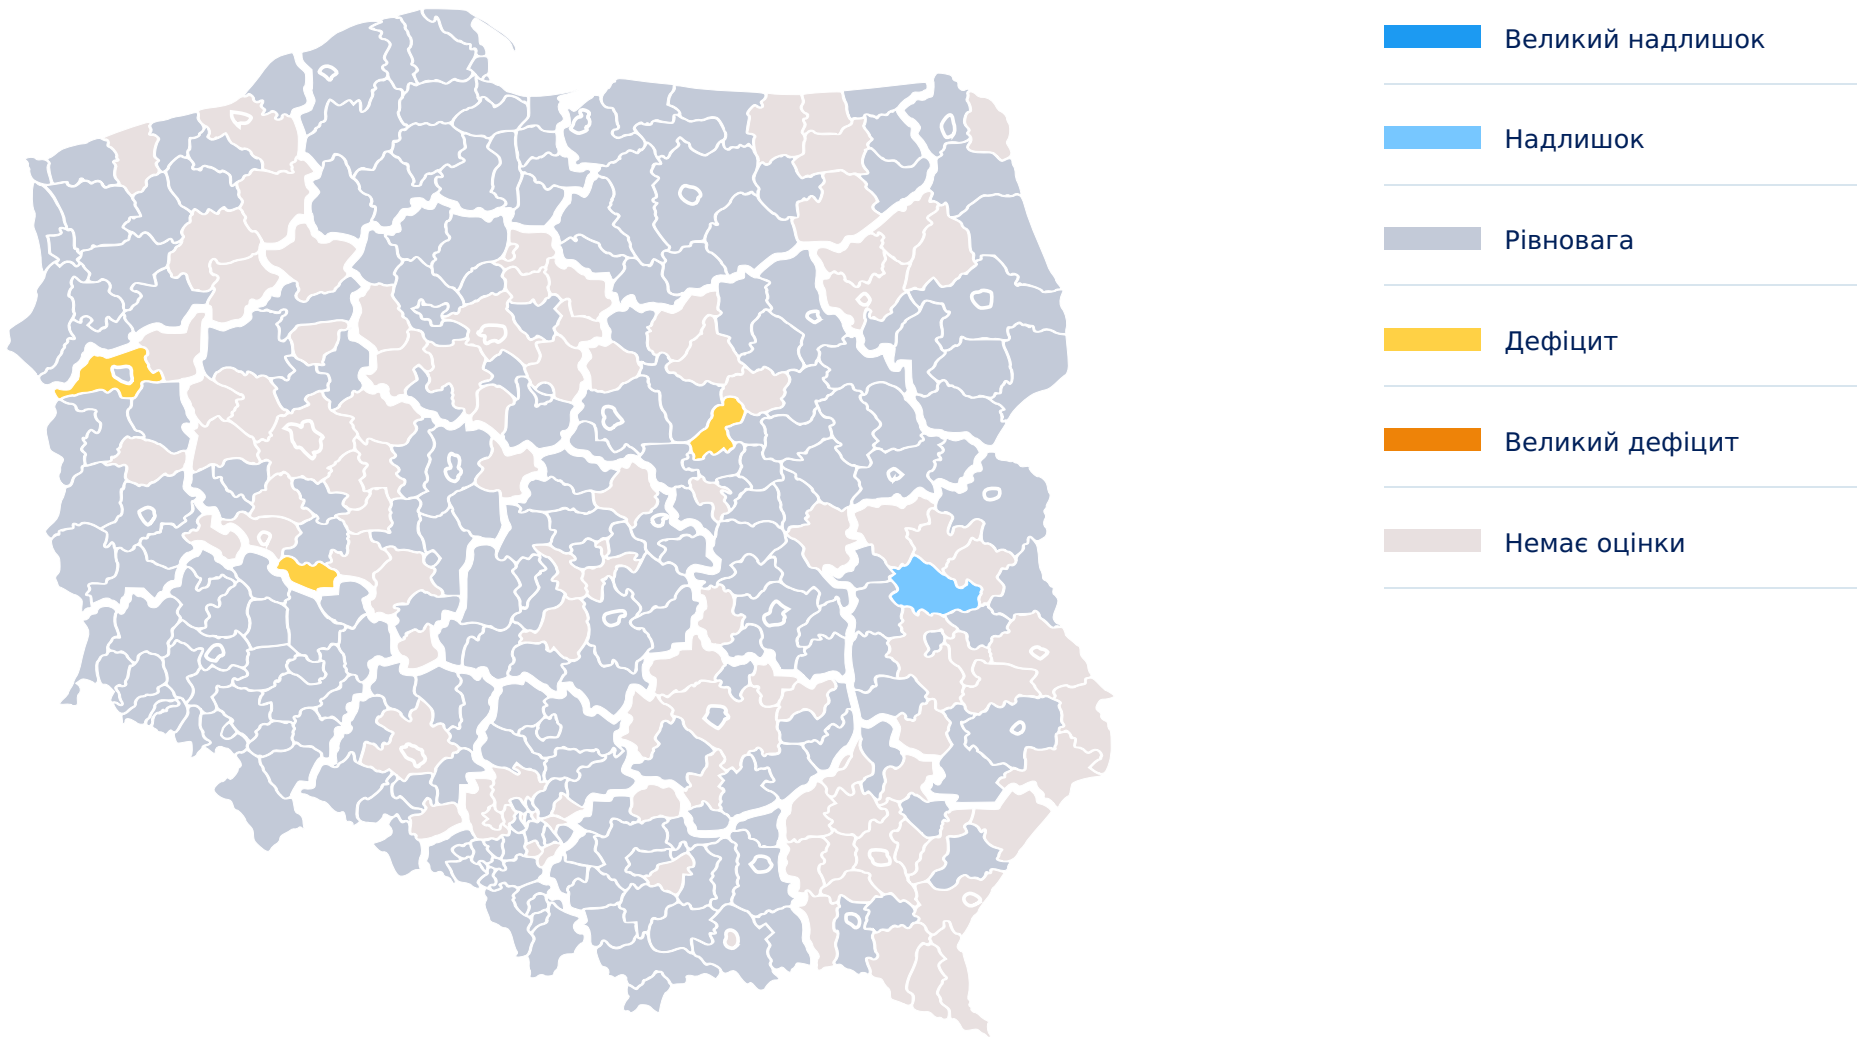 Великий надлишок
Надлишок
Рівновага
Дефіцит
Великий дефіцит
Немає оцінки